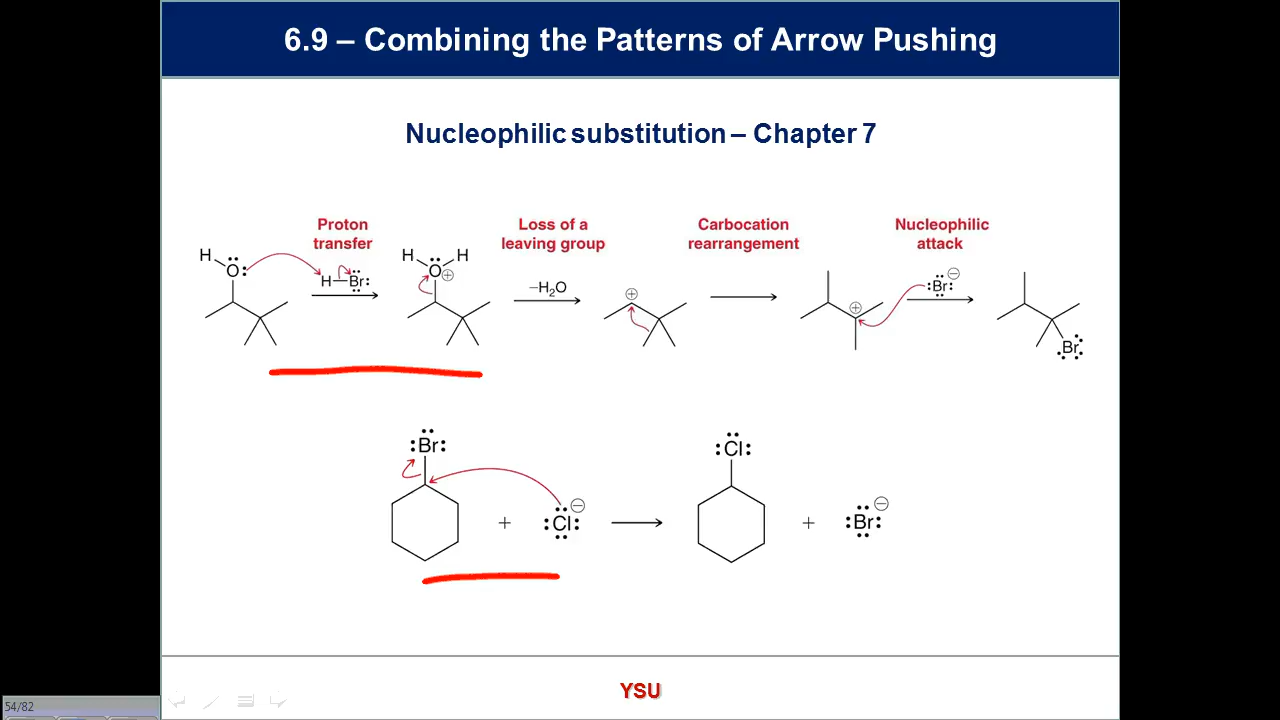 6.9 – Combining the Patterns of Arrow Pushing
Nucleophilic substitution – Chapter 7
Proton
transfer
Loss of a
leaving group
Carbocation
rearrangement
Nucleophilic
attack
H
O
H—Br
H
H
O
⊕
–H₂O
⊕
⊕
Br
⊖
Br
Br
+
Cl
⊖
Cl
+
Br
⊖
YSU
54/82